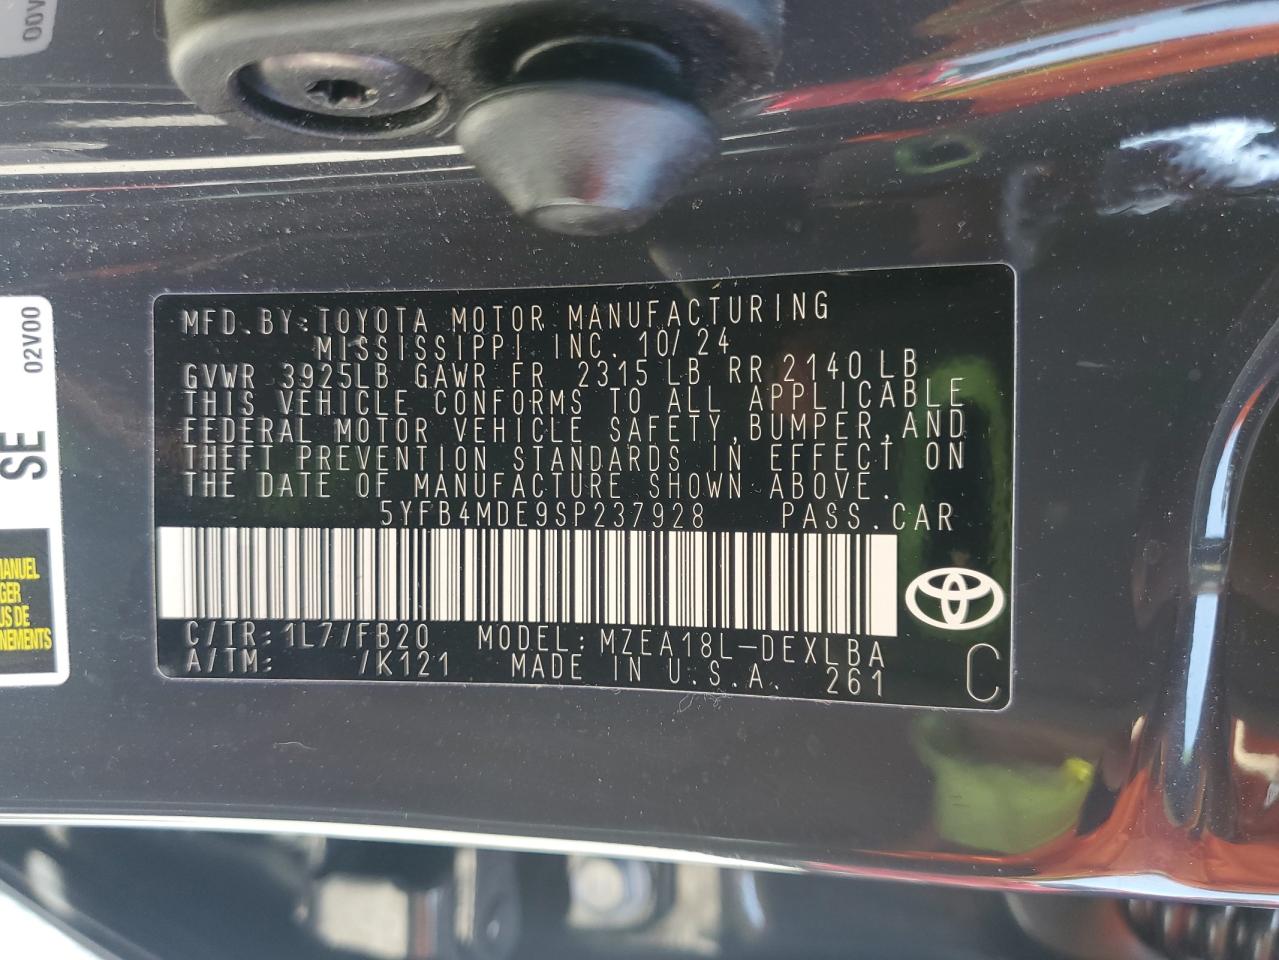 MFD.BY:TOYOTA MOTOR MANUFACTURING
MISSISSIPPI INC. 10/24
GVWR 3925LB GAWR FR 2315 LB RR 2140 LB
THIS VEHICLE CONFORMS TO ALL APPLICABLE
FEDERAL MOTOR VEHICLE SAFETY,BUMPER,AND
THEFT PREVENTION STANDARDS IN EFFECT ON
THE DATE OF MANUFACTURE SHOWN ABOVE.
5YFB4MDE9SP237928 PASS.CAR
C/TR:1L7/FB20 MODEL:MZEA18L-DEXLBA
A/TM: /K121 MADE IN U.S.A. 261 C
SE 02V00
MANUEL